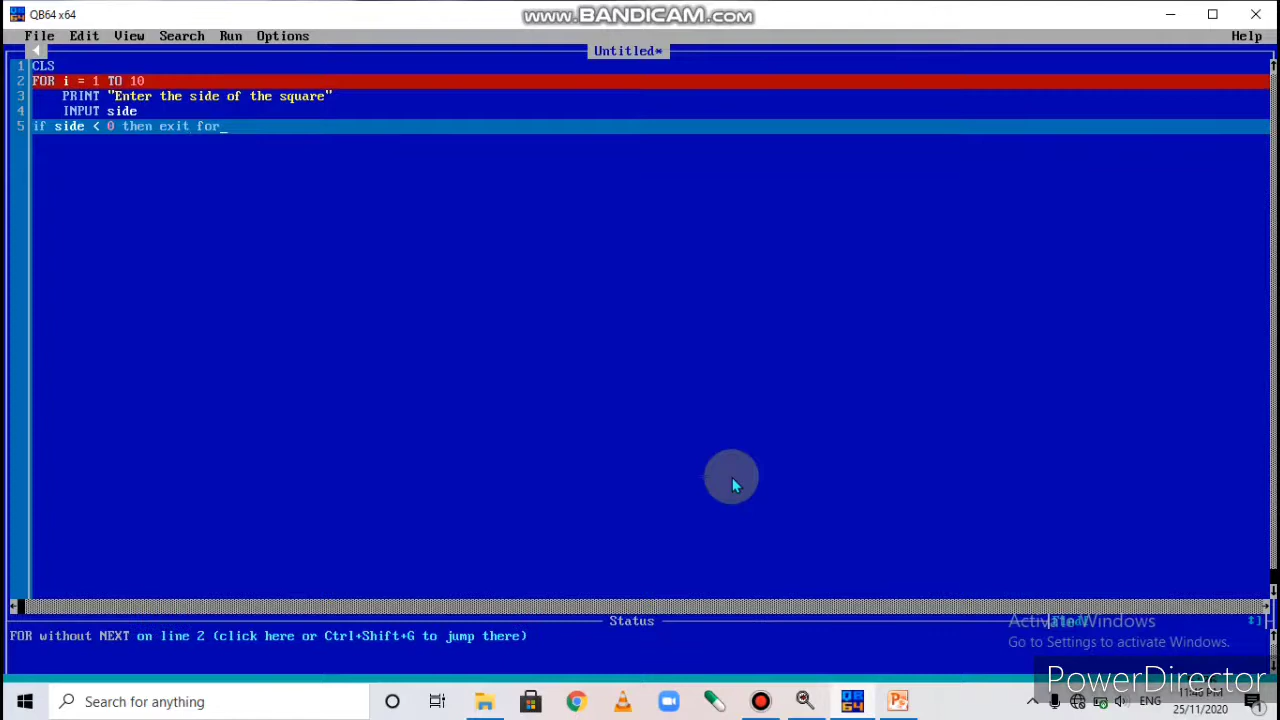 QB64 x64
www.BANDICAM.com
File Edit View Search Run Options Help
Untitled*
1 CLS
2 FOR i = 1 TO 10
3 PRINT "Enter the side of the square"
4 INPUT side
5 if side < 0 then exit for_
Status
FOR without NEXT on line 2 (click here or Ctrl+Shift+G to jump there)
Activate Windows
Go to Settings to activate Windows.
PowerDirector
Search for anything
ENG
11:40 PM
25/11/2020